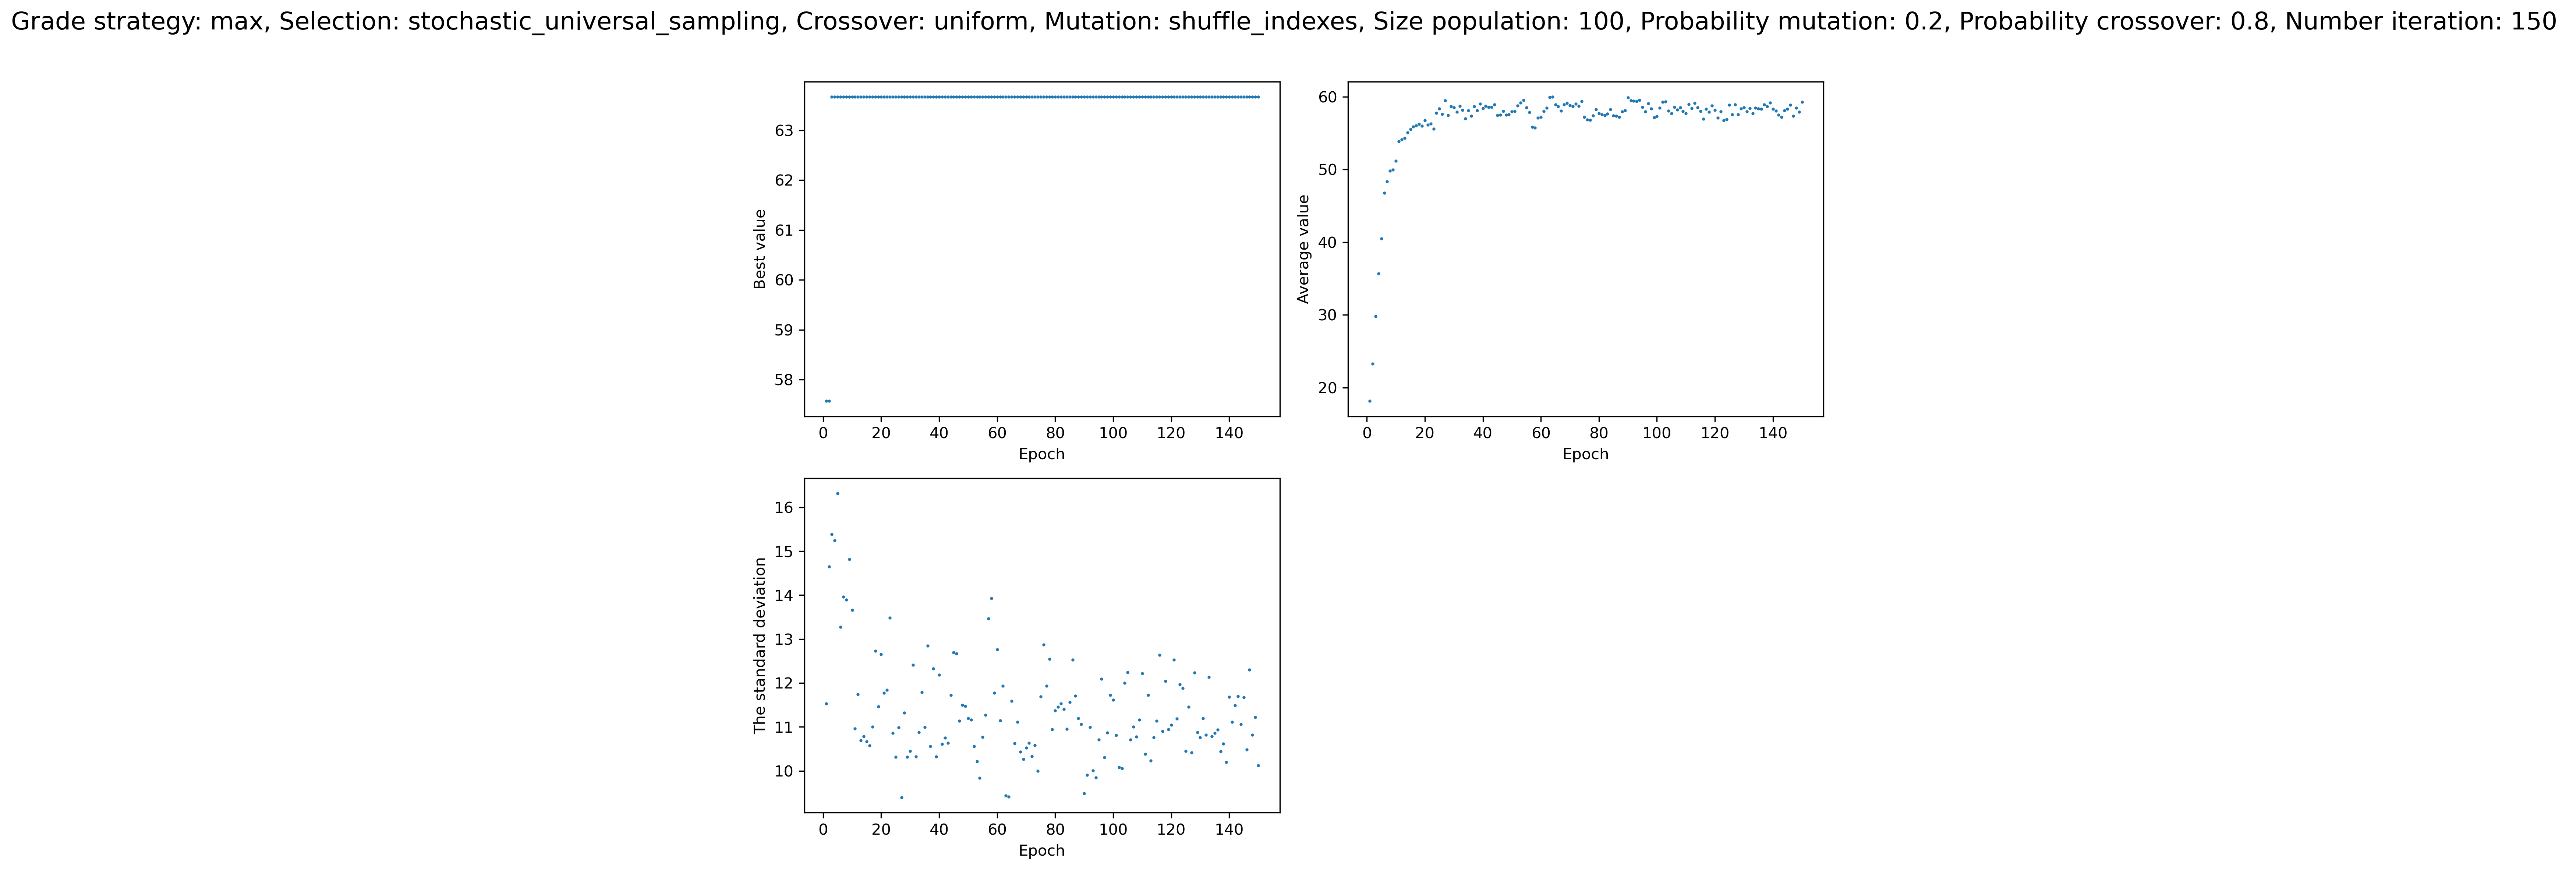 Grade strategy: max, Selection: stochastic_universal_sampling, Crossover: uniform, Mutation: shuffle_indexes, Size population: 100, Probability mutation: 0.2, Probability crossover: 0.8, Number iteration: 150
63
62
61
60
59
58
Best value
0 20 40 60 80 100 120 140
Epoch
60
50
40
30
20
Average value
0 20 40 60 80 100 120 140
Epoch
16
15
14
13
12
11
10
The standard deviation
0 20 40 60 80 100 120 140
Epoch